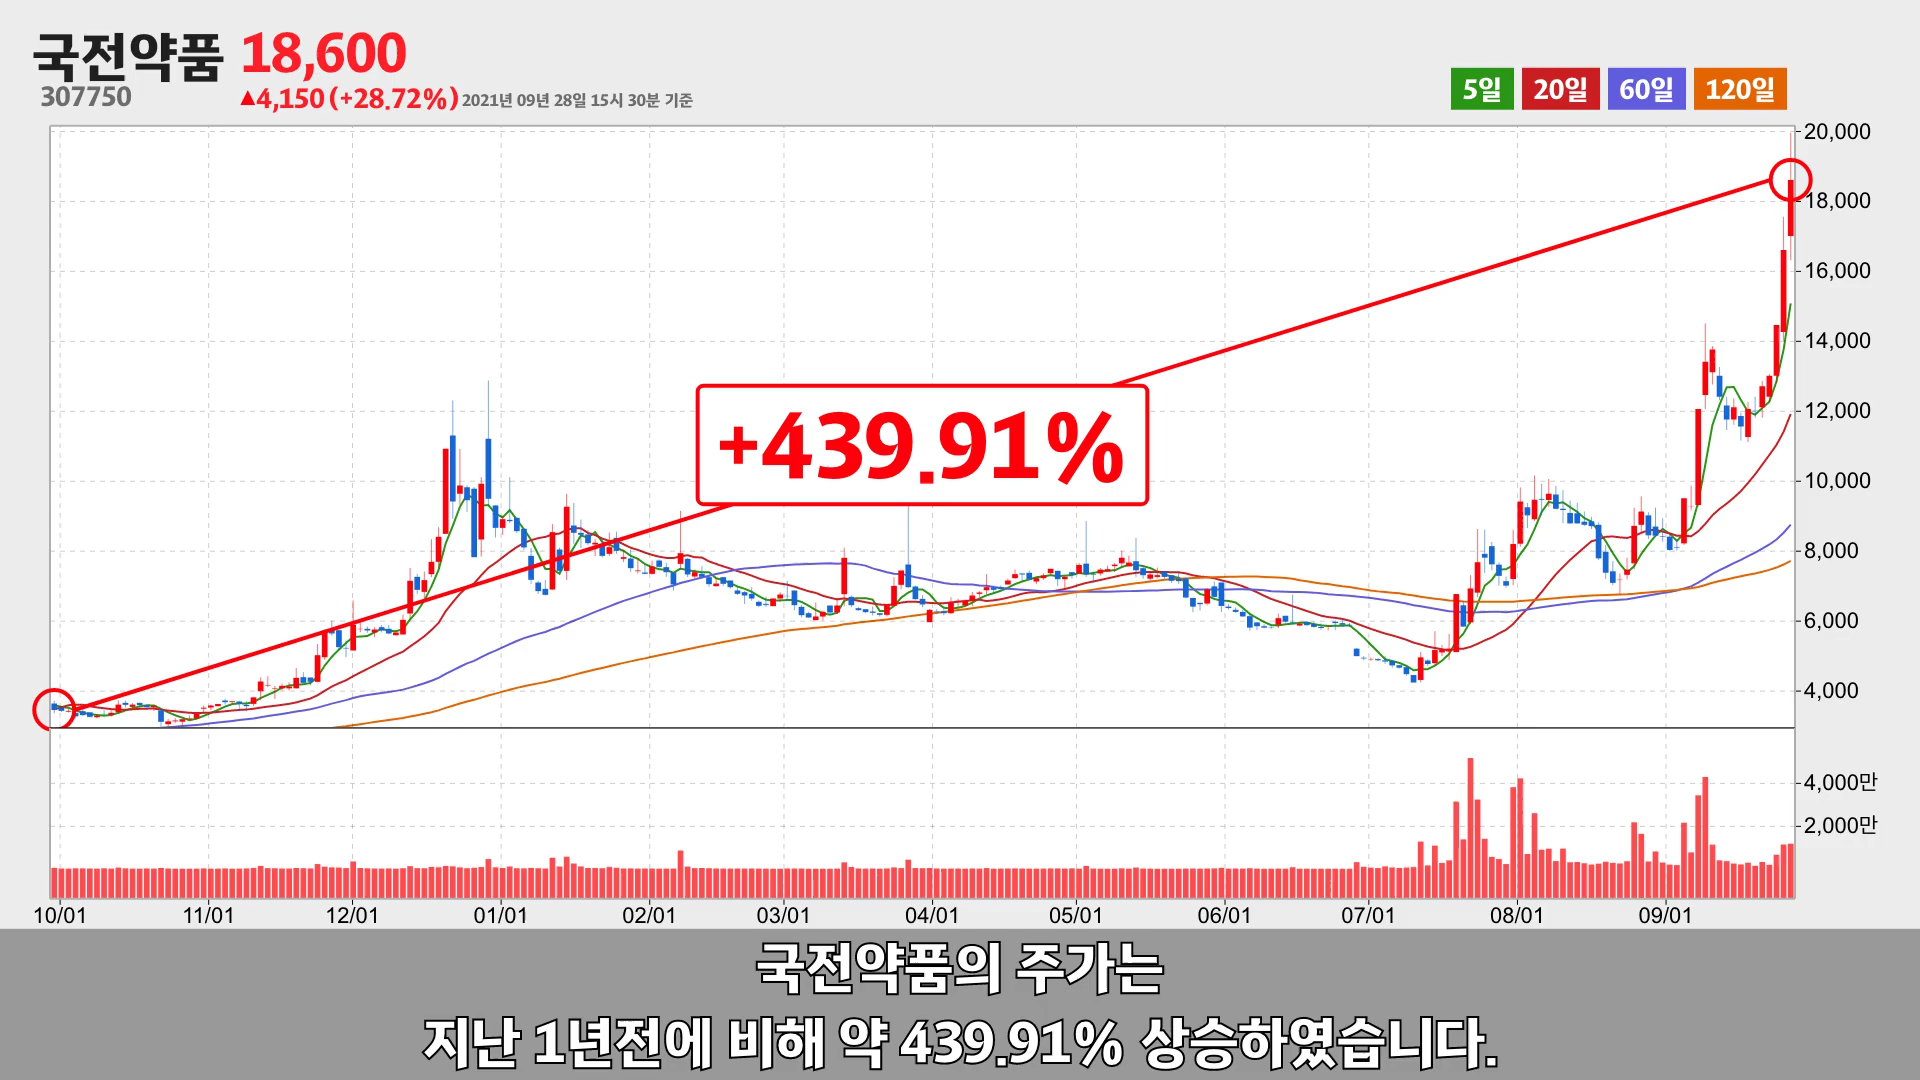 국전약품 18,600
307750
▲4,150 (+28.72%) 2021년 09년 28일 15시 30분 기준
5일 20일 60일 120일
20,000
18,000
16,000
14,000
12,000
10,000
8,000
6,000
4,000
+439.91%
4,000만
2,000만
10/01 11/01 12/01 01/01 02/01 03/01 04/01 05/01 06/01 07/01 08/01 09/01
국전약품의 주가는
지난 1년전에 비해 약 439.91% 상승하였습니다.